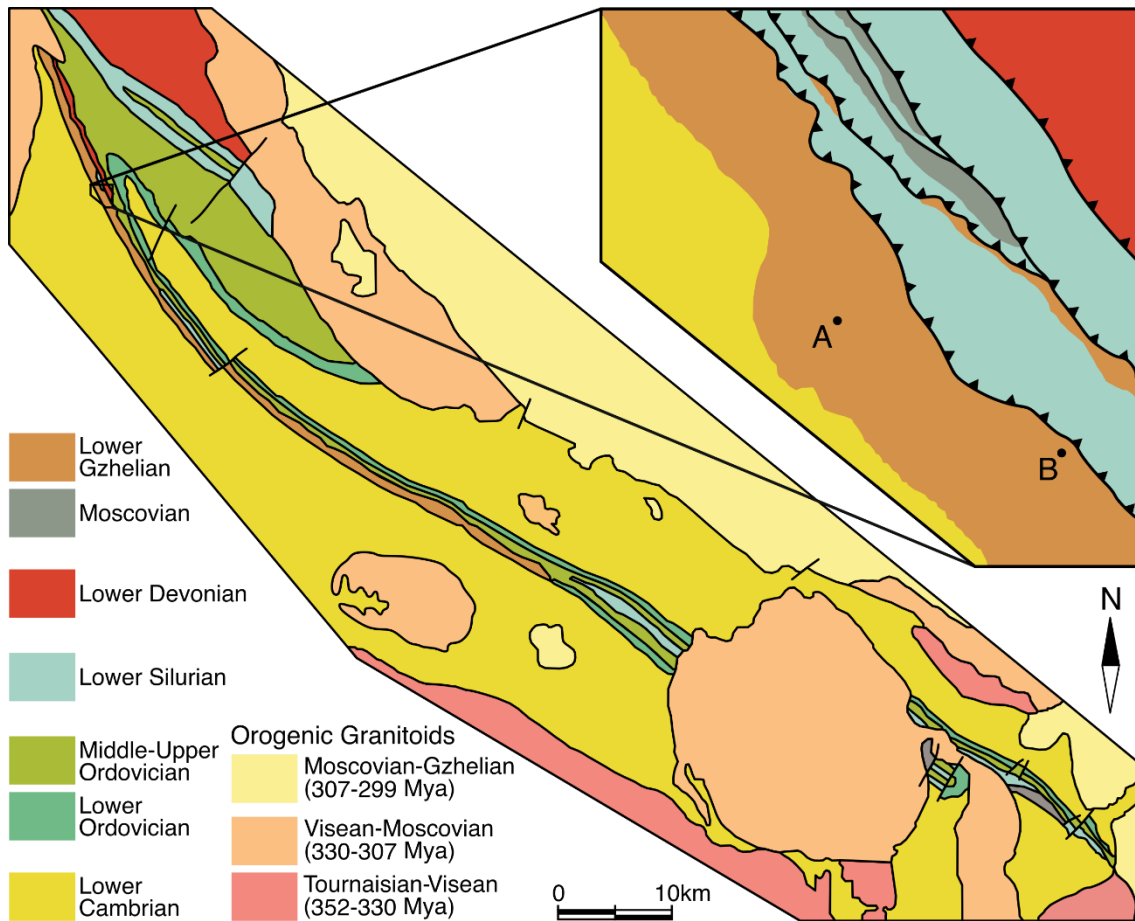 A
B
N
Lower
Gzhelian
Moscovian
Lower Devonian
Lower Silurian
Middle-Upper
Ordovician
Lower
Ordovician
Lower
Cambrian
Orogenic Granitoids
Moscovian-Gzhelian
(307-299 Mya)
Visean-Moscovian
(330-307 Mya)
Tournaisian-Visean
(352-330 Mya)
0 10km